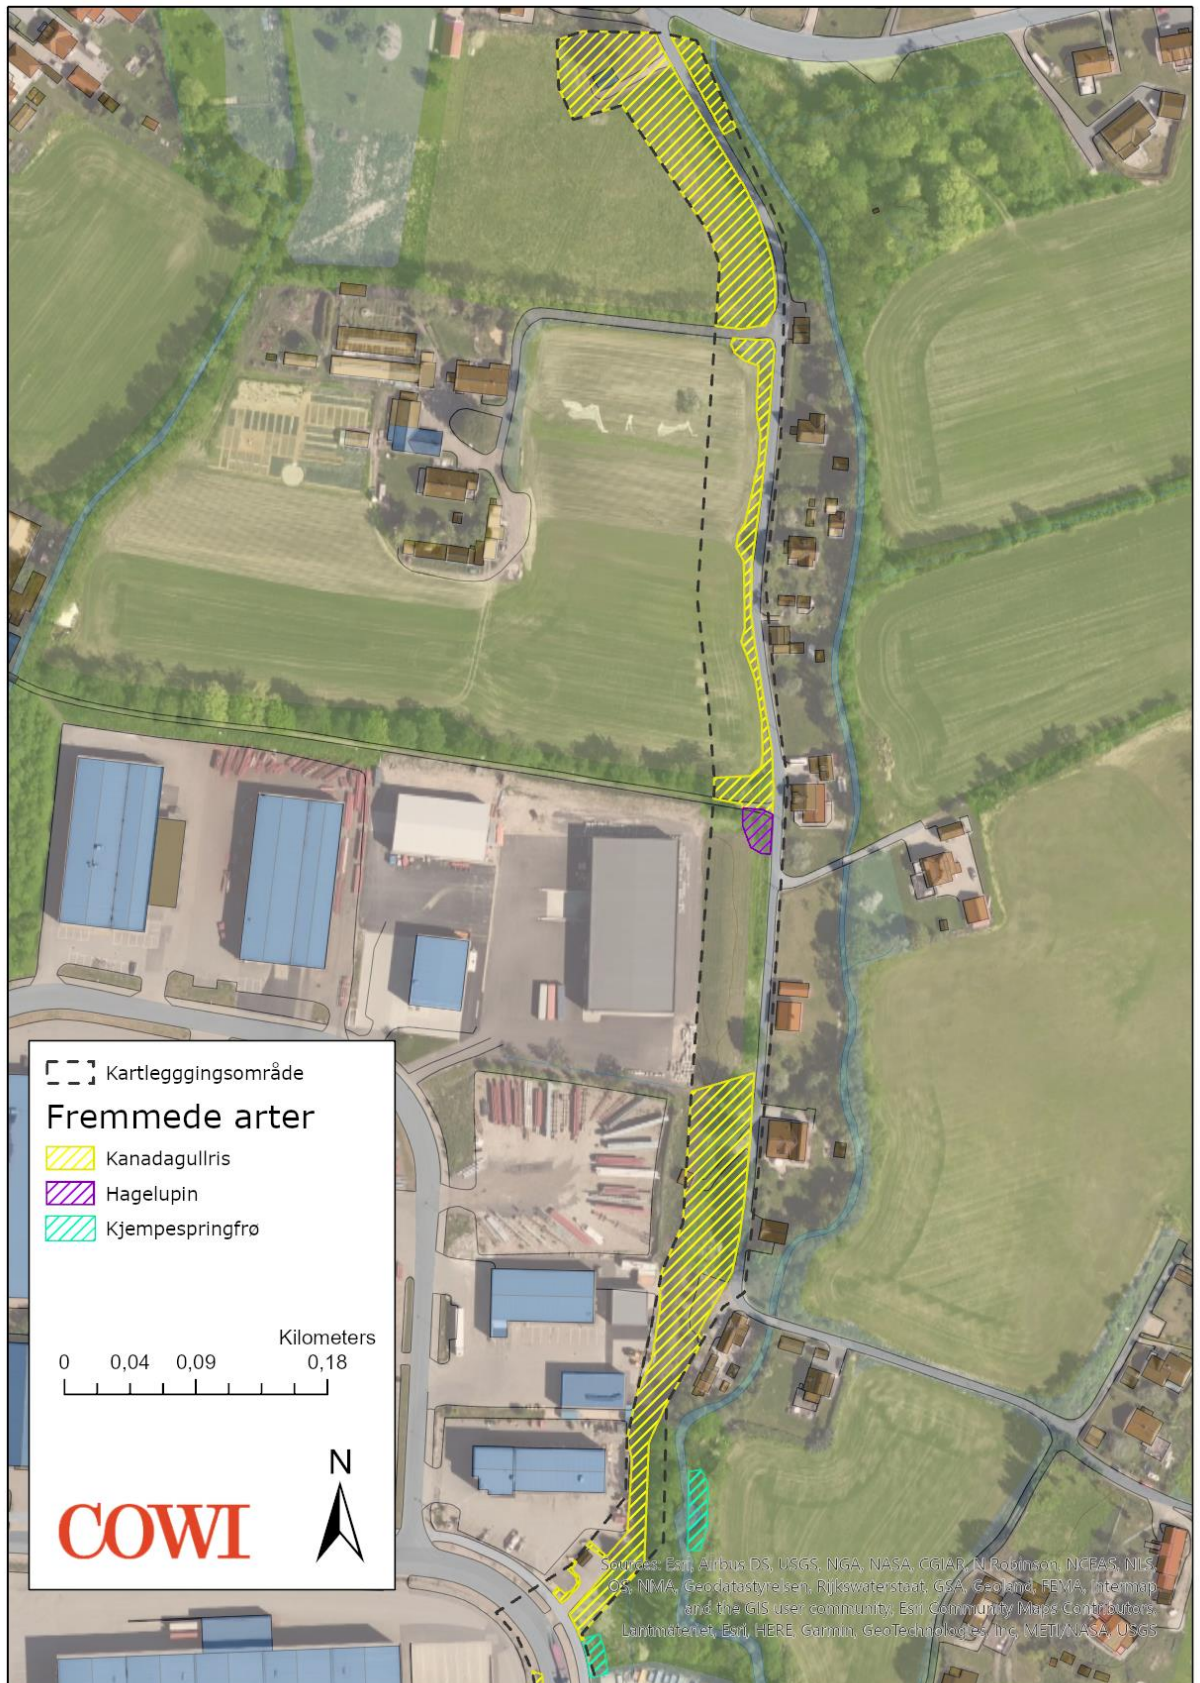 Kartlegggingsområde
Fremmede arter
Kanadagullris
Hagelupin
Kjempespringfrø
Kilometers
0 0,04 0,09 0,18
N
COWI
Sources: Esri, Airbus DS, USGS, NGA, NASA, CGIAR, N Robinson, NCEAS, NLS,
OS, NMA, Geodatastyrelsen, Rijkswaterstaat, GSA, Geoland, FEMA, Intermap
and the GIS user community, Esri Community Maps Contributors,
Lantmäteriet, Esri, HERE, Garmin, GeoTechnologies, Inc, METI/NASA, USGS